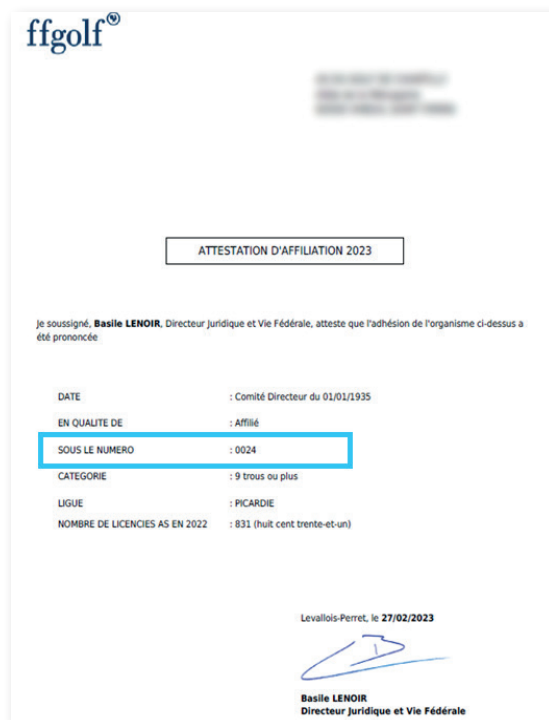 ffgolf®
ATTESTATION D'AFFILIATION 2023
Je soussigné, Basile LENOIR, Directeur Juridique et Vie Fédérale, atteste que l'adhésion de l'organisme ci-dessus a
été prononcée
DATE : Comité Directeur du 01/01/1935
EN QUALITE DE : Affilié
SOUS LE NUMERO : 0024
CATEGORIE : 9 trous ou plus
LIGUE : PICARDIE
NOMBRE DE LICENCIES AS EN 2022 : 831 (huit cent trente-et-un)
Levallois-Perret, le 27/02/2023
Basile LENOIR
Directeur Juridique et Vie Fédérale